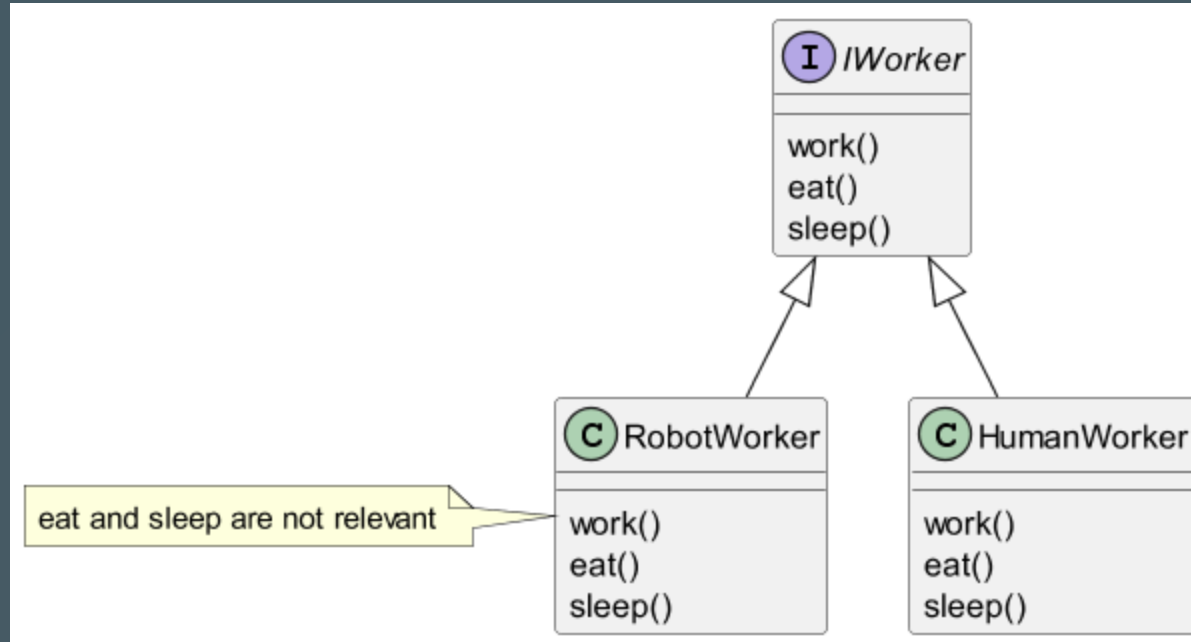 I IWorker
work()
eat()
sleep()
C RobotWorker
work()
eat()
sleep()
eat and sleep are not relevant
C HumanWorker
work()
eat()
sleep()